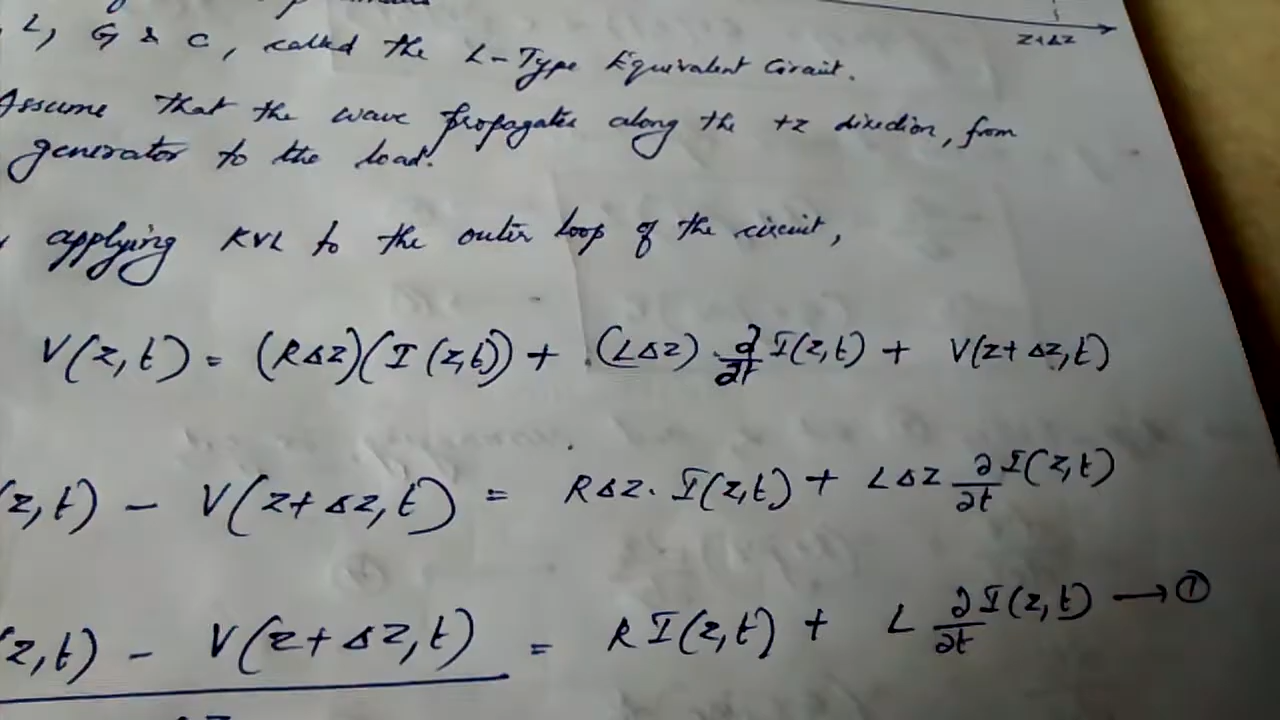 z+Δz
L, G & C, called the L-Type Equivalent Circuit.
Assume that the wave propagates along the +z direction, from
generator to the load.
applying KVL to the outer loop of the circuit,
V(z,t) = (RΔz)(I(z,t)) + (LΔz) · ∂/∂t I(z,t) + V(z+Δz,t)
(z,t) - V(z+Δz,t) = RΔz. I(z,t) + LΔz ∂/∂t I(z,t)
(z,t) - V(z+Δz,t) = R I(z,t) + L ∂/∂t I(z,t) → ①